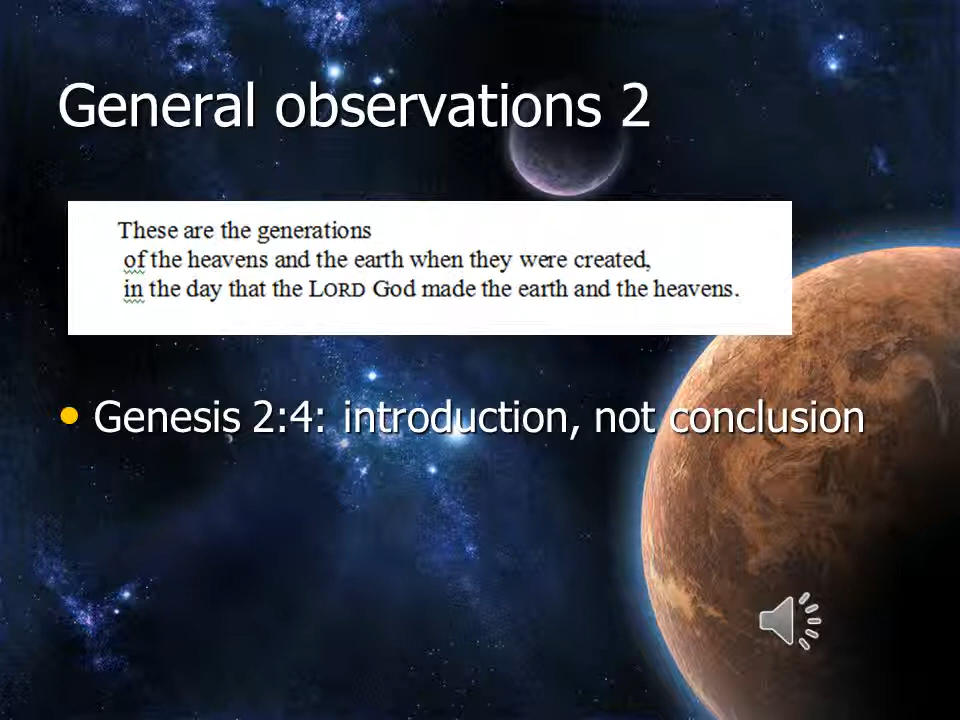 General observations 2
These are the generations
of the heavens and the earth when they were created,
in the day that the LORD God made the earth and the heavens.
Genesis 2:4: introduction, not conclusion